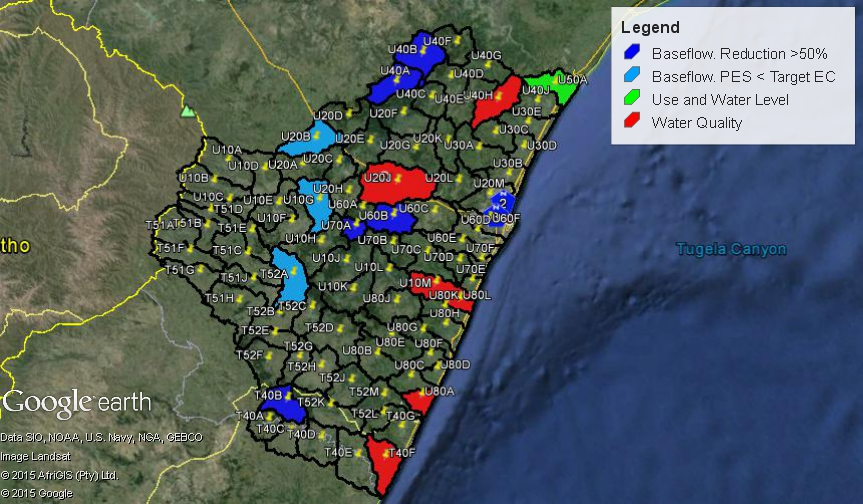 Legend
Baseflow. Reduction >50%
Baseflow. PES < Target EC
Use and Water Level
Water Quality
U40F
U40B
U40G
U40A
U40D
U50A
U40C
U40E
U40H
U40J
U30E
U20D
U20F
U30C
U20B
U20E
U20G
U20K
U30A
U30D
U10A
U10D
U20A
U20C
U30B
U10B
U20H
U20J
U20L
U20M
U10C
U10E
U10G
U60A
2
T51D
U60B
U60C
T51A
T51B
U10F
U60D
U60F
T51E
U70A
tho
T51F
T51C
U10H
U70B
U60E
U70C
U70F
Tugela Canyon
U10J
U70D
T51G
T51J
T52A
U10L
U70E
T51H
U10K
U10M
U80J
U80K
U80L
T52C
T52B
U80H
T52E
T52D
U80G
T52G
U80E
U80F
T52F
U80B
T52H
U80C
U80D
T52J
T40B
T52K
T52M
U80A
Google earth
T40A
T52L
T40G
T40C
T40D
Data SIO, NOAA, U.S. Navy, NGA, GEBCO
T40E
T40F
Image Landsat
© 2015 AfriGIS (Pty) Ltd.
© 2015 Google